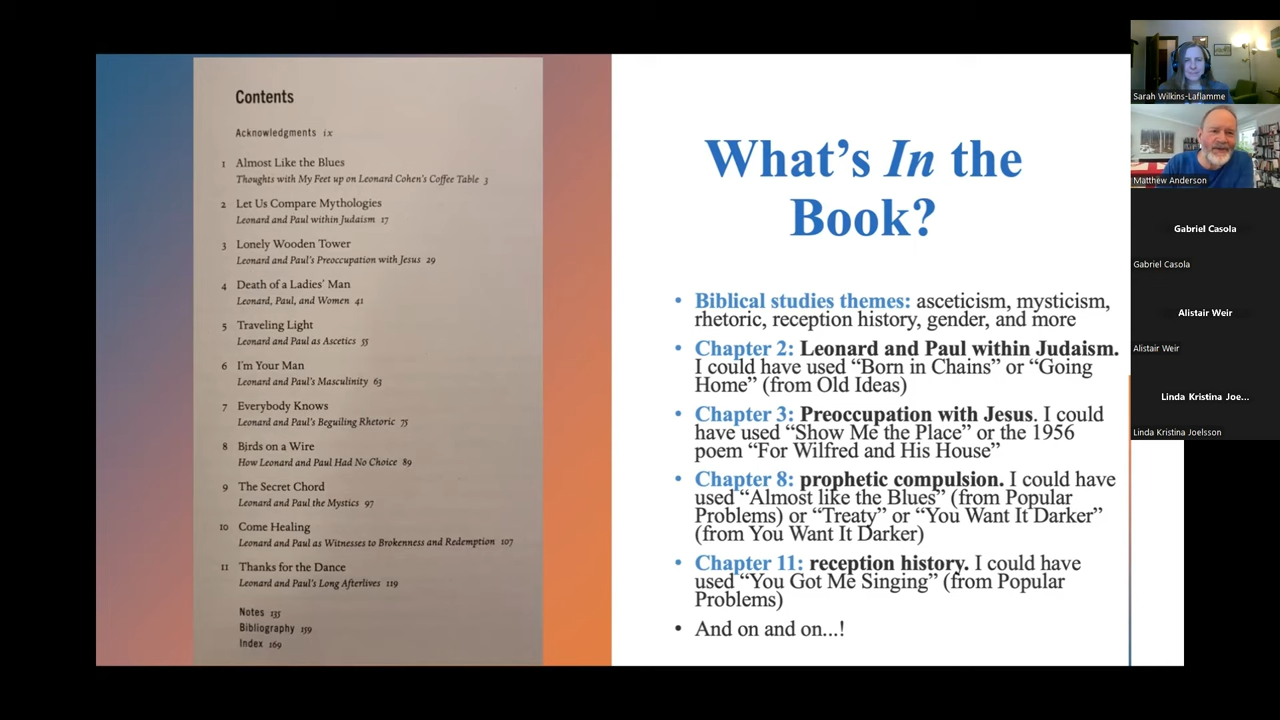 Contents
Acknowledgments ix
1 Almost Like the Blues
Thoughts with My Feet up on Leonard Cohen's Coffee Table 3
2 Let Us Compare Mythologies
Leonard and Paul within Judaism 17
3 Lonely Wooden Tower
Leonard and Paul's Preoccupation with Jesus 29
4 Death of a Ladies' Man
Leonard, Paul, and Women 41
5 Traveling Light
Leonard and Paul as Ascetics 55
6 I'm Your Man
Leonard and Paul's Masculinity 63
7 Everybody Knows
Leonard and Paul's Beguiling Rhetoric 75
8 Birds on a Wire
How Leonard and Paul Had No Choice 89
9 The Secret Chord
Leonard and Paul the Mystics 97
10 Come Healing
Leonard and Paul as Witnesses to Brokenness and Redemption 107
11 Thanks for the Dance
Leonard and Paul's Long Afterlives 119
Notes 135
Bibliography 159
Index 169
What's In the
Book?
• Biblical studies themes: asceticism, mysticism,
rhetoric, reception history, gender, and more
• Chapter 2: Leonard and Paul within Judaism.
I could have used “Born in Chains” or “Going
Home” (from Old Ideas)
• Chapter 3: Preoccupation with Jesus. I could
have used “Show Me the Place” or the 1956
poem “For Wilfred and His House”
• Chapter 8: prophetic compulsion. I could have
used “Almost like the Blues” (from Popular
Problems) or “Treaty” or “You Want It Darker”
(from You Want It Darker)
• Chapter 11: reception history. I could have
used “You Got Me Singing” (from Popular
Problems)
• And on and on...!
Sarah Wilkins-Laflamme
Matthew Anderson
Gabriel Casola
Gabriel Casola
Alistair Weir
Alistair Weir
Linda Kristina Joe...
Linda Kristina Joelsson